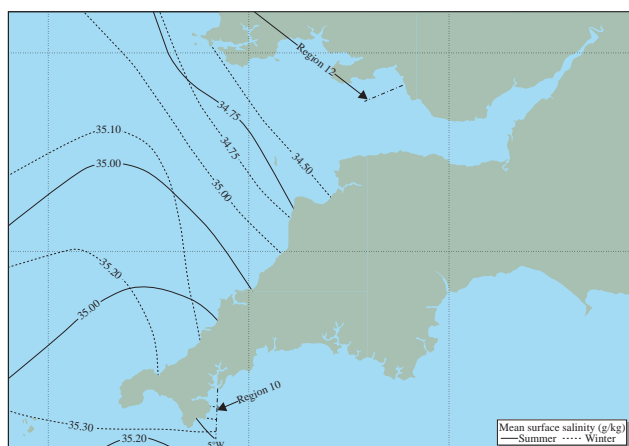 Region 12
34.75
35.10
34.75
34.50
35.00
35.00
35.20
35.00
Region 10
35.30
35.20
5°W
Mean surface salinity (g/kg)
Summer
Winter